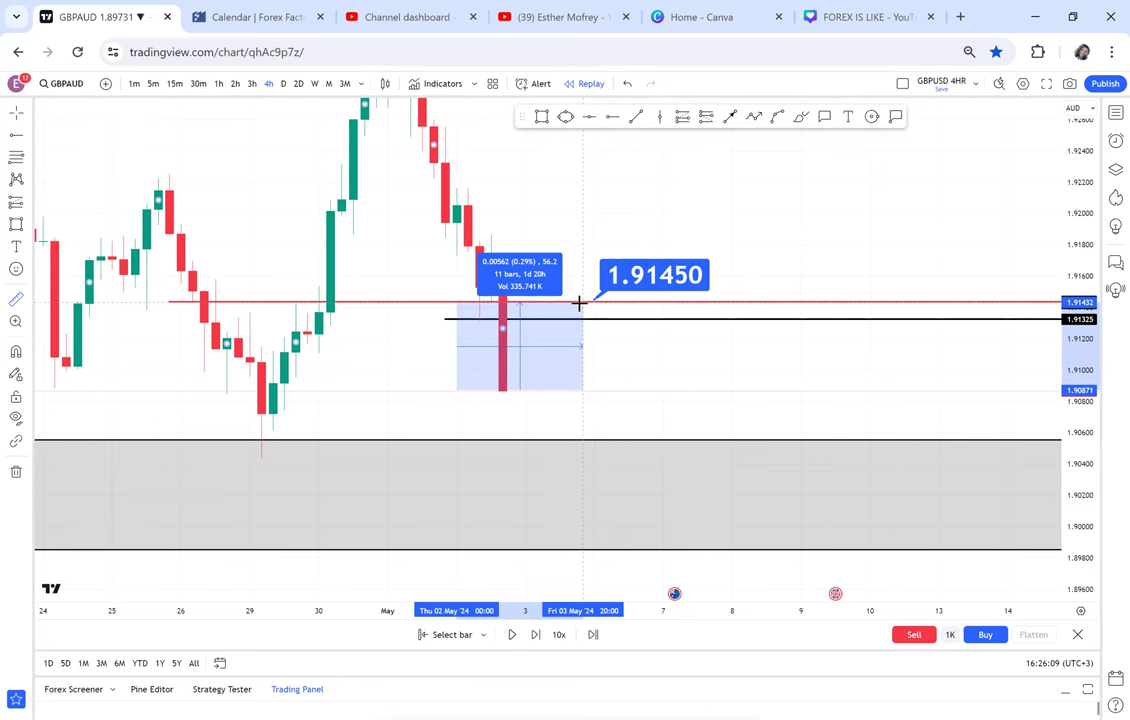 GBPAUD 1.89731 ▼
Calendar | Forex Fact
Channel dashboard -
(39) Esther Mofrey -
Home - Canva
FOREX IS LIKE - YouT
tradingview.com/chart/qhAc9p7z/
E
12
GBPAUD
1m 5m 15m 30m 1h 2h 3h 4h D 2D W M 3M
Indicators
Alert
Replay
GBPUSD 4HR
Save
Publish
AUD
1.92600
1.92400
1.92200
1.92000
1.91800
1.91600
1.91432
1.91325
1.91200
1.91000
1.90871
1.90800
1.90600
1.90400
1.90200
1.90000
1.89800
1.89600
0.00562 (0.29%) , 56.2
11 bars, 1d 20h
Vol 335.741 K
1.91450
24 25 26 29 30 May Thu 02 May '24 00:00 3 Fri 03 May '24 20:00 7 8 9 10 13 14
Select bar
10x
Sell
1K
Buy
Flatten
1D 5D 1M 3M 6M YTD 1Y 5Y All
16:26:09 (UTC+3)
Forex Screener
Pine Editor
Strategy Tester
Trading Panel